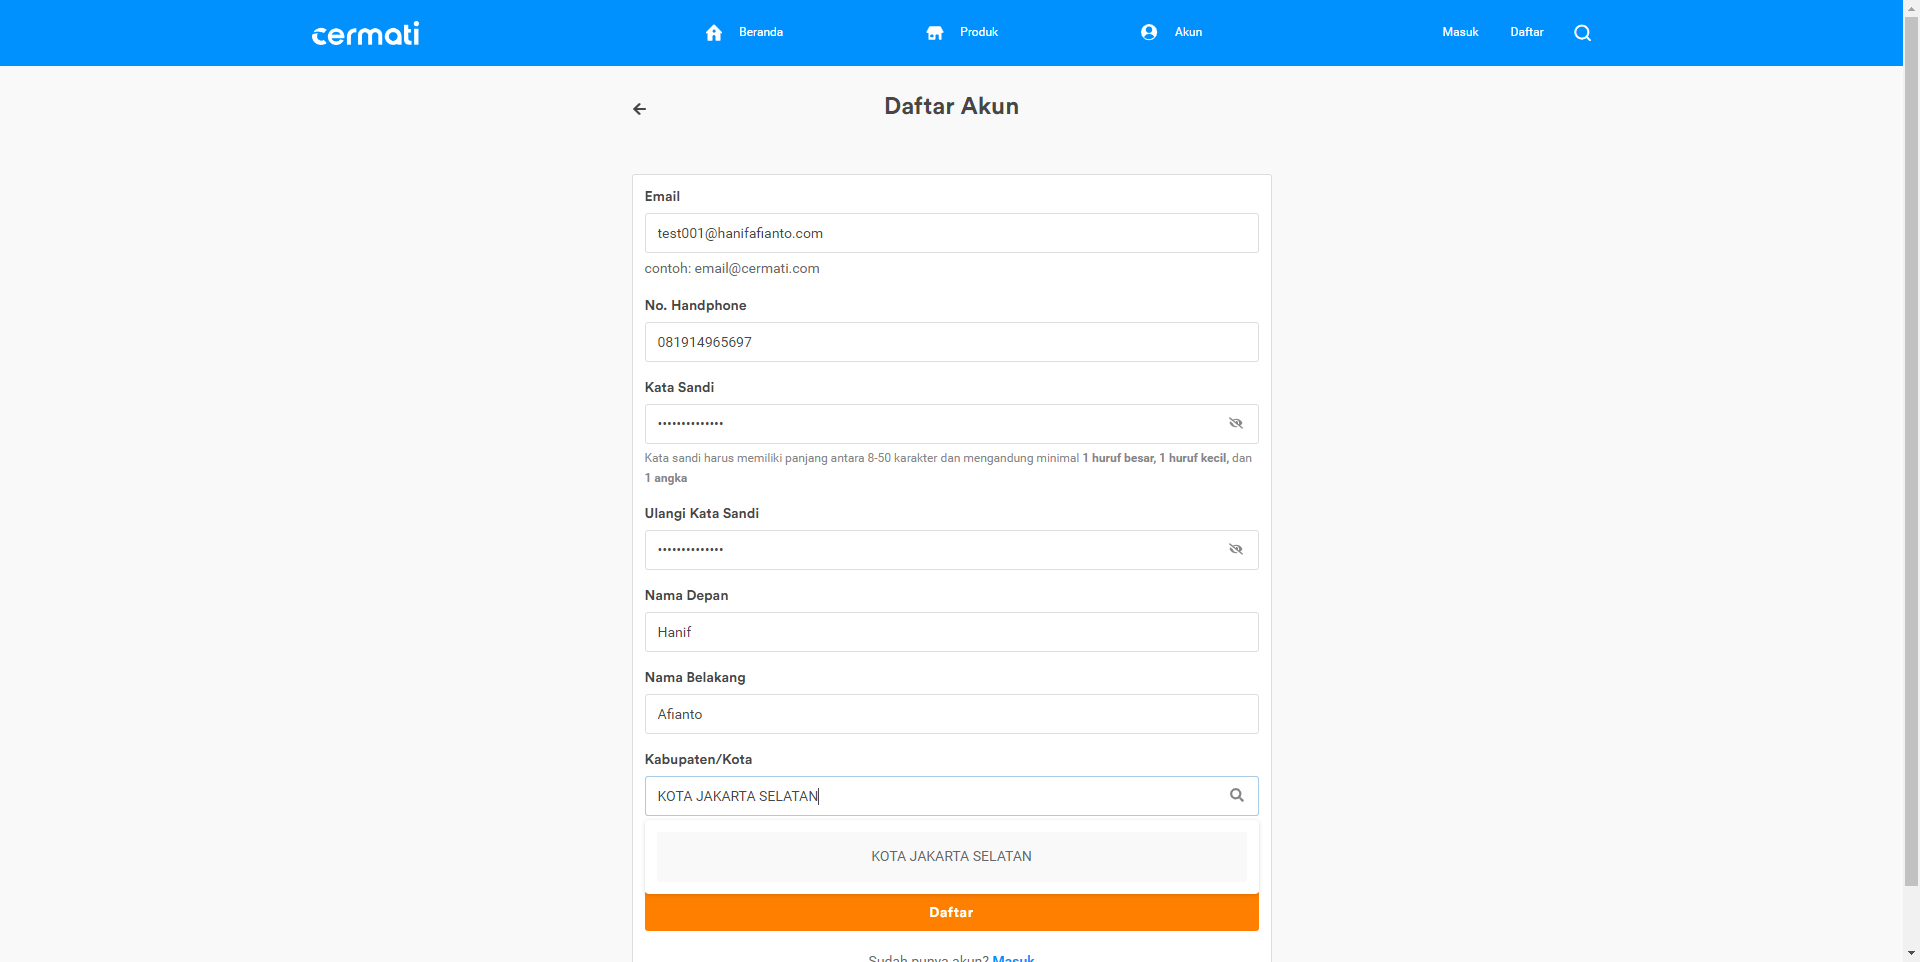 cermati
Beranda
Produk
Akun
Masuk
Daftar
Daftar Akun
Email
test001@hanifafianto.com
contoh: email@cermati.com
No. Handphone
081914965697
Kata Sandi
••••••••••••••
Kata sandi harus memiliki panjang antara 8-50 karakter dan mengandung minimal 1 huruf besar, 1 huruf kecil, dan
1 angka
Ulangi Kata Sandi
••••••••••••••
Nama Depan
Hanif
Nama Belakang
Afianto
Kabupaten/Kota
KOTA JAKARTA SELATAN
KOTA JAKARTA SELATAN
Daftar
Sudah punya akun? Masuk